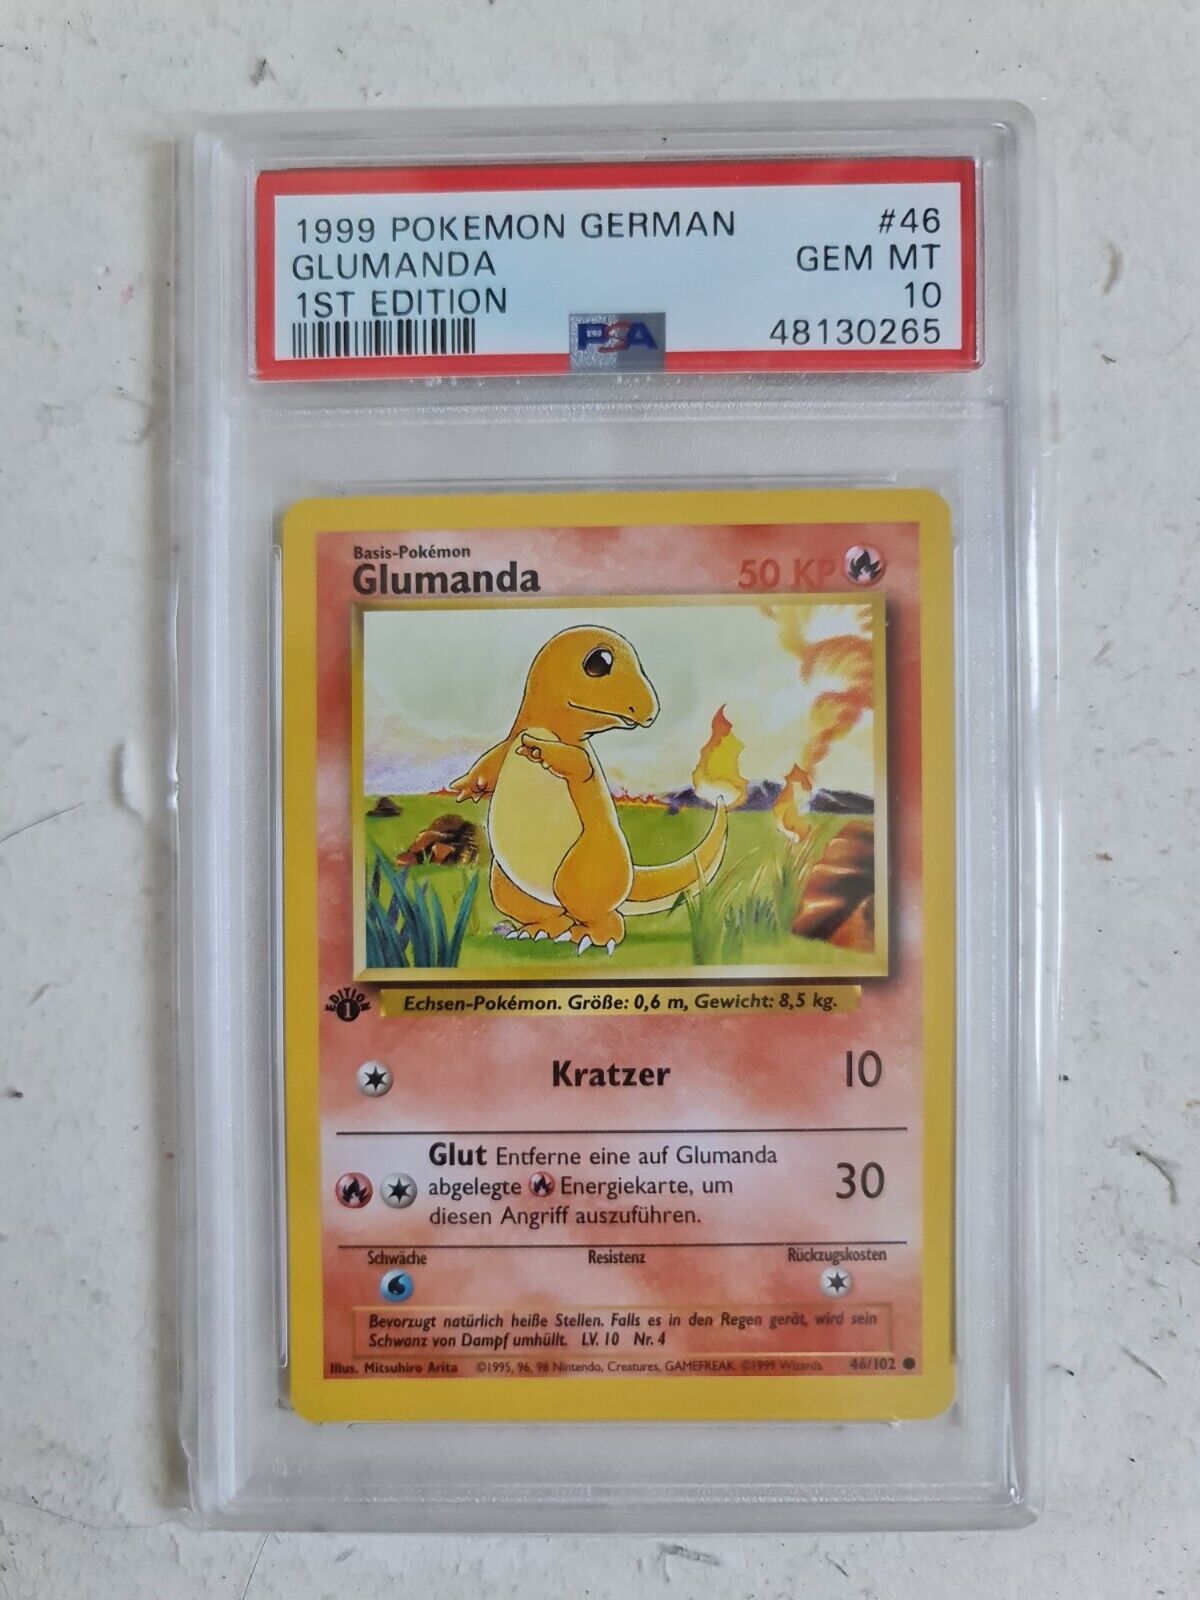 1999 POKEMON GERMAN #46
GLUMANDA GEM MT
1ST EDITION 10
PSA 48130265
Basis-Pokémon
Glumanda 50 KP
EDITION 1
Echsen-Pokémon. Größe: 0,6 m, Gewicht: 8,5 kg.
Kratzer 10
Glut Entferne eine auf Glumanda
abgelegte Energiekarte, um 30
diesen Angriff auszuführen.
Schwäche Resistenz Rückzugskosten
Bevorzugt natürlich heiße Stellen. Falls es in den Regen gerät, wird sein
Schwanz von Dampf umhüllt. LV. 10 Nr. 4
Illus. Mitsuhiro Arita ©1995, 96, 98 Nintendo, Creatures, GAMEFREAK. ©1999 Wizards. 46/102